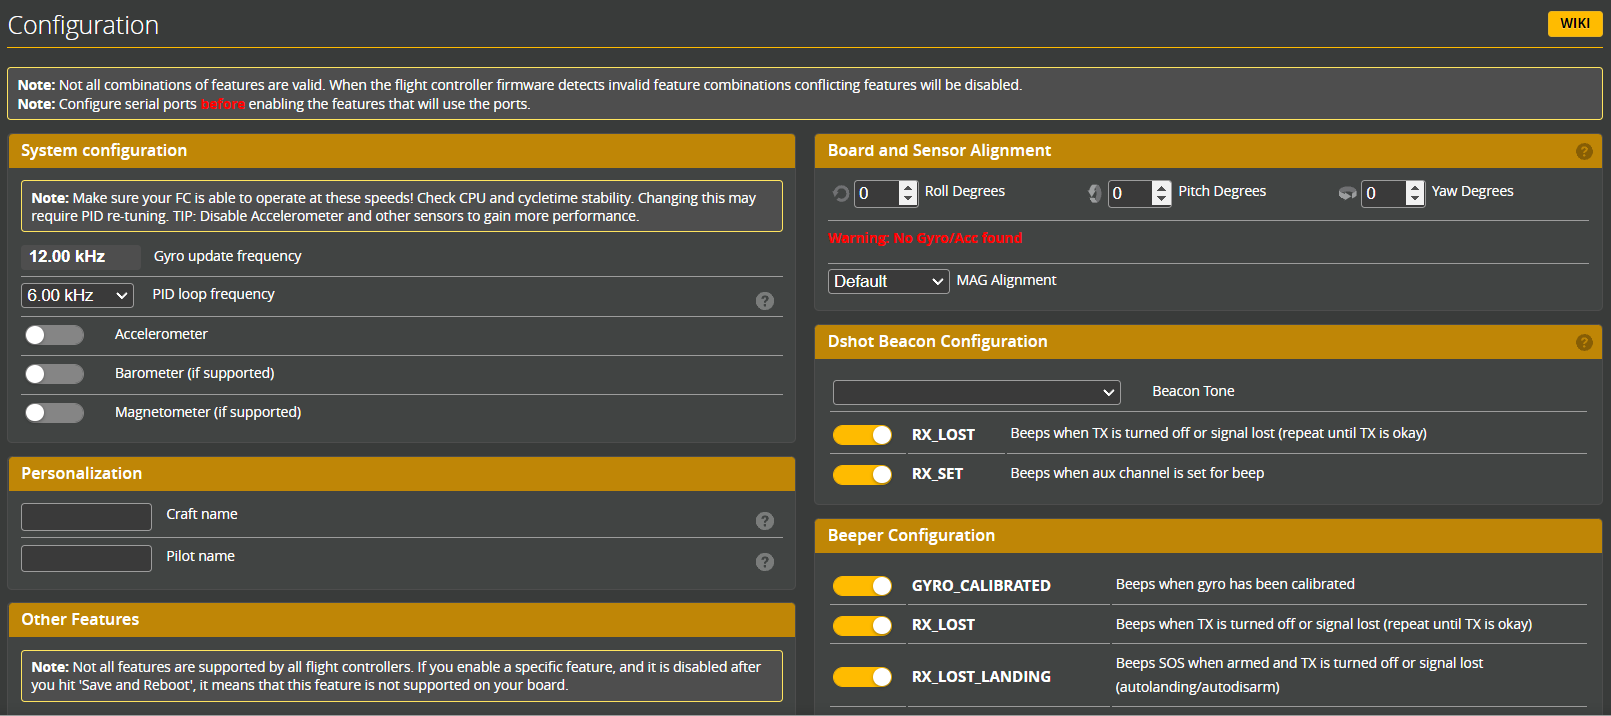 Configuration
WIKI
Note: Not all combinations of features are valid. When the flight controller firmware detects invalid feature combinations conflicting features will be disabled.
Note: Configure serial ports before enabling the features that will use the ports.
System configuration
Note: Make sure your FC is able to operate at these speeds! Check CPU and cycletime stability. Changing this may
require PID re-tuning. TIP: Disable Accelerometer and other sensors to gain more performance.
12.00 kHz Gyro update frequency
6.00 kHz PID loop frequency ?
Accelerometer
Barometer (if supported)
Magnetometer (if supported)
Personalization
Craft name ?
Pilot name ?
Other Features
Note: Not all features are supported by all flight controllers. If you enable a specific feature, and it is disabled after
you hit 'Save and Reboot', it means that this feature is not supported on your board.
Board and Sensor Alignment ?
0 Roll Degrees 0 Pitch Degrees 0 Yaw Degrees
Warning: No Gyro/Acc found
Default MAG Alignment
Dshot Beacon Configuration ?
Beacon Tone
RX_LOST Beeps when TX is turned off or signal lost (repeat until TX is okay)
RX_SET Beeps when aux channel is set for beep
Beeper Configuration
GYRO_CALIBRATED Beeps when gyro has been calibrated
RX_LOST Beeps when TX is turned off or signal lost (repeat until TX is okay)
RX_LOST_LANDING Beeps SOS when armed and TX is turned off or signal lost
(autolanding/autodisarm)